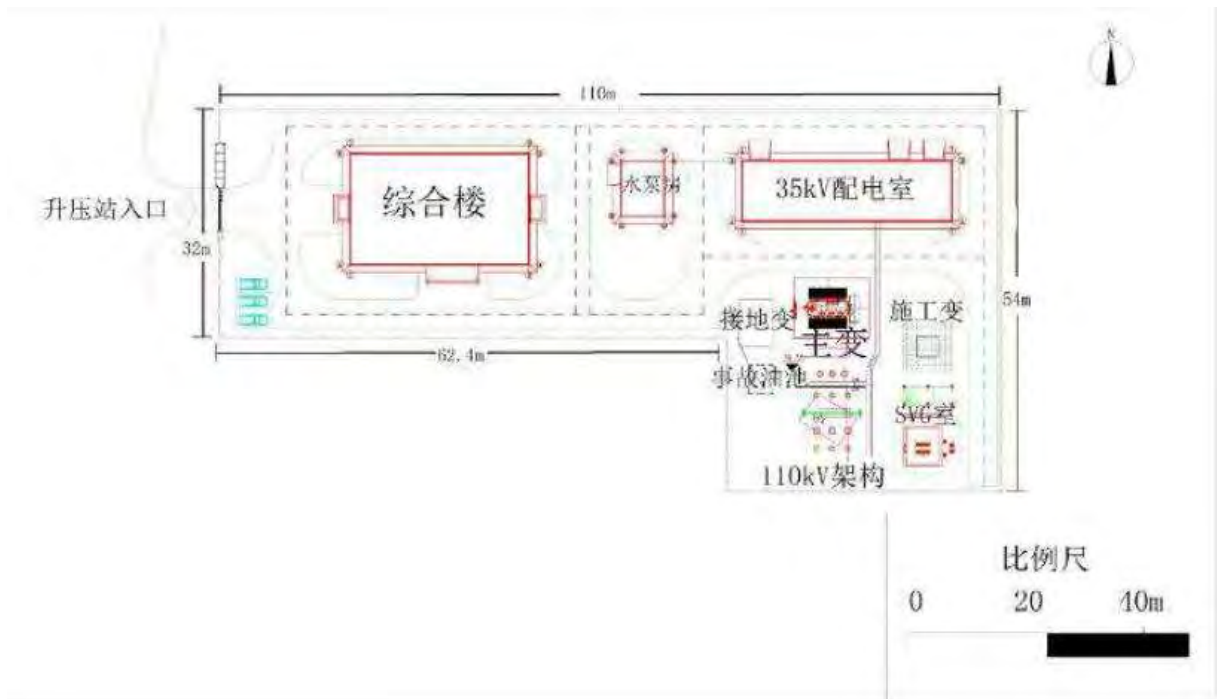 N
110m
综合楼
水泵房
35kV配电室
升压站入口
32m
54m
接地变
主变
施工变
62.4m
事故油池
SVG室
110kV架构
比例尺
0 20 40m